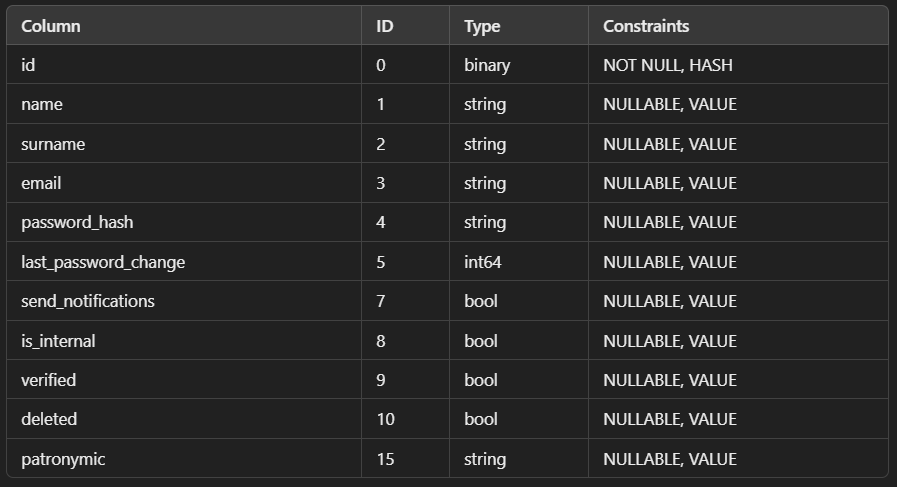 Column ID Type Constraints
id 0 binary NOT NULL, HASH
name 1 string NULLABLE, VALUE
surname 2 string NULLABLE, VALUE
email 3 string NULLABLE, VALUE
password_hash 4 string NULLABLE, VALUE
last_password_change 5 int64 NULLABLE, VALUE
send_notifications 7 bool NULLABLE, VALUE
is_internal 8 bool NULLABLE, VALUE
verified 9 bool NULLABLE, VALUE
deleted 10 bool NULLABLE, VALUE
patronymic 15 string NULLABLE, VALUE